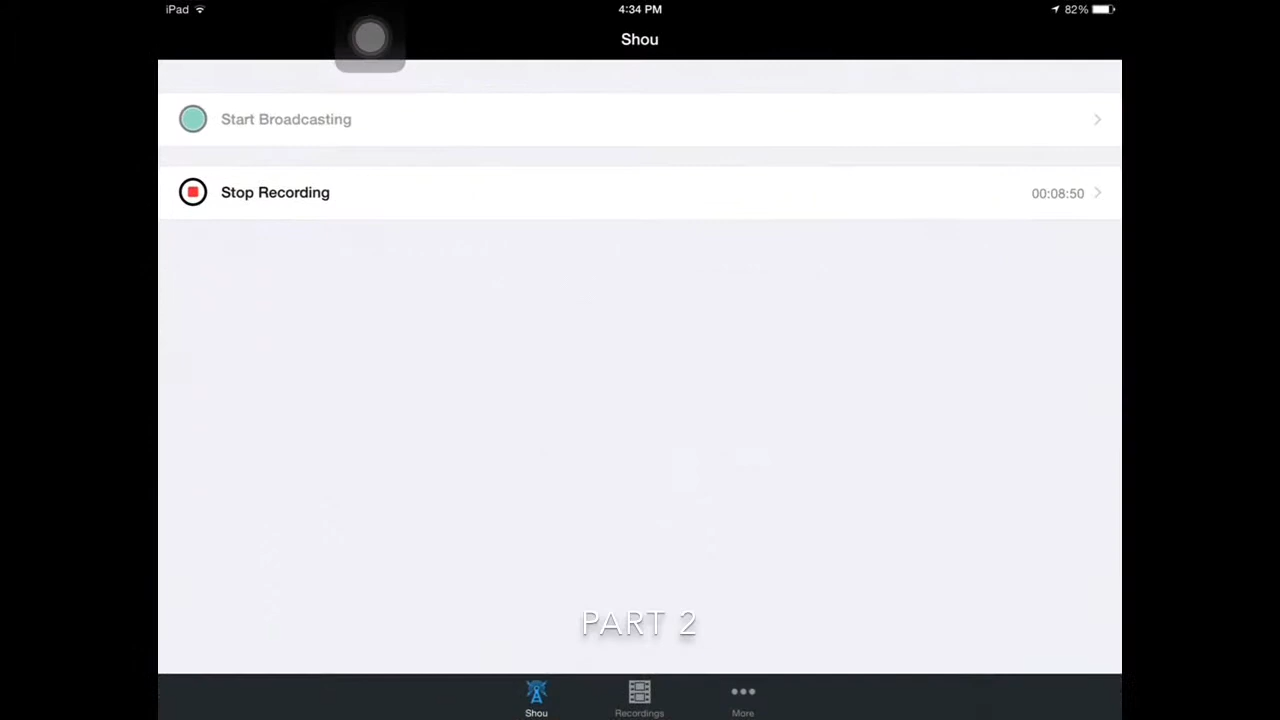 iPad 4:34 PM 82%
Shou
Start Broadcasting
Stop Recording 00:08:50
PART 2
Shou Recordings More